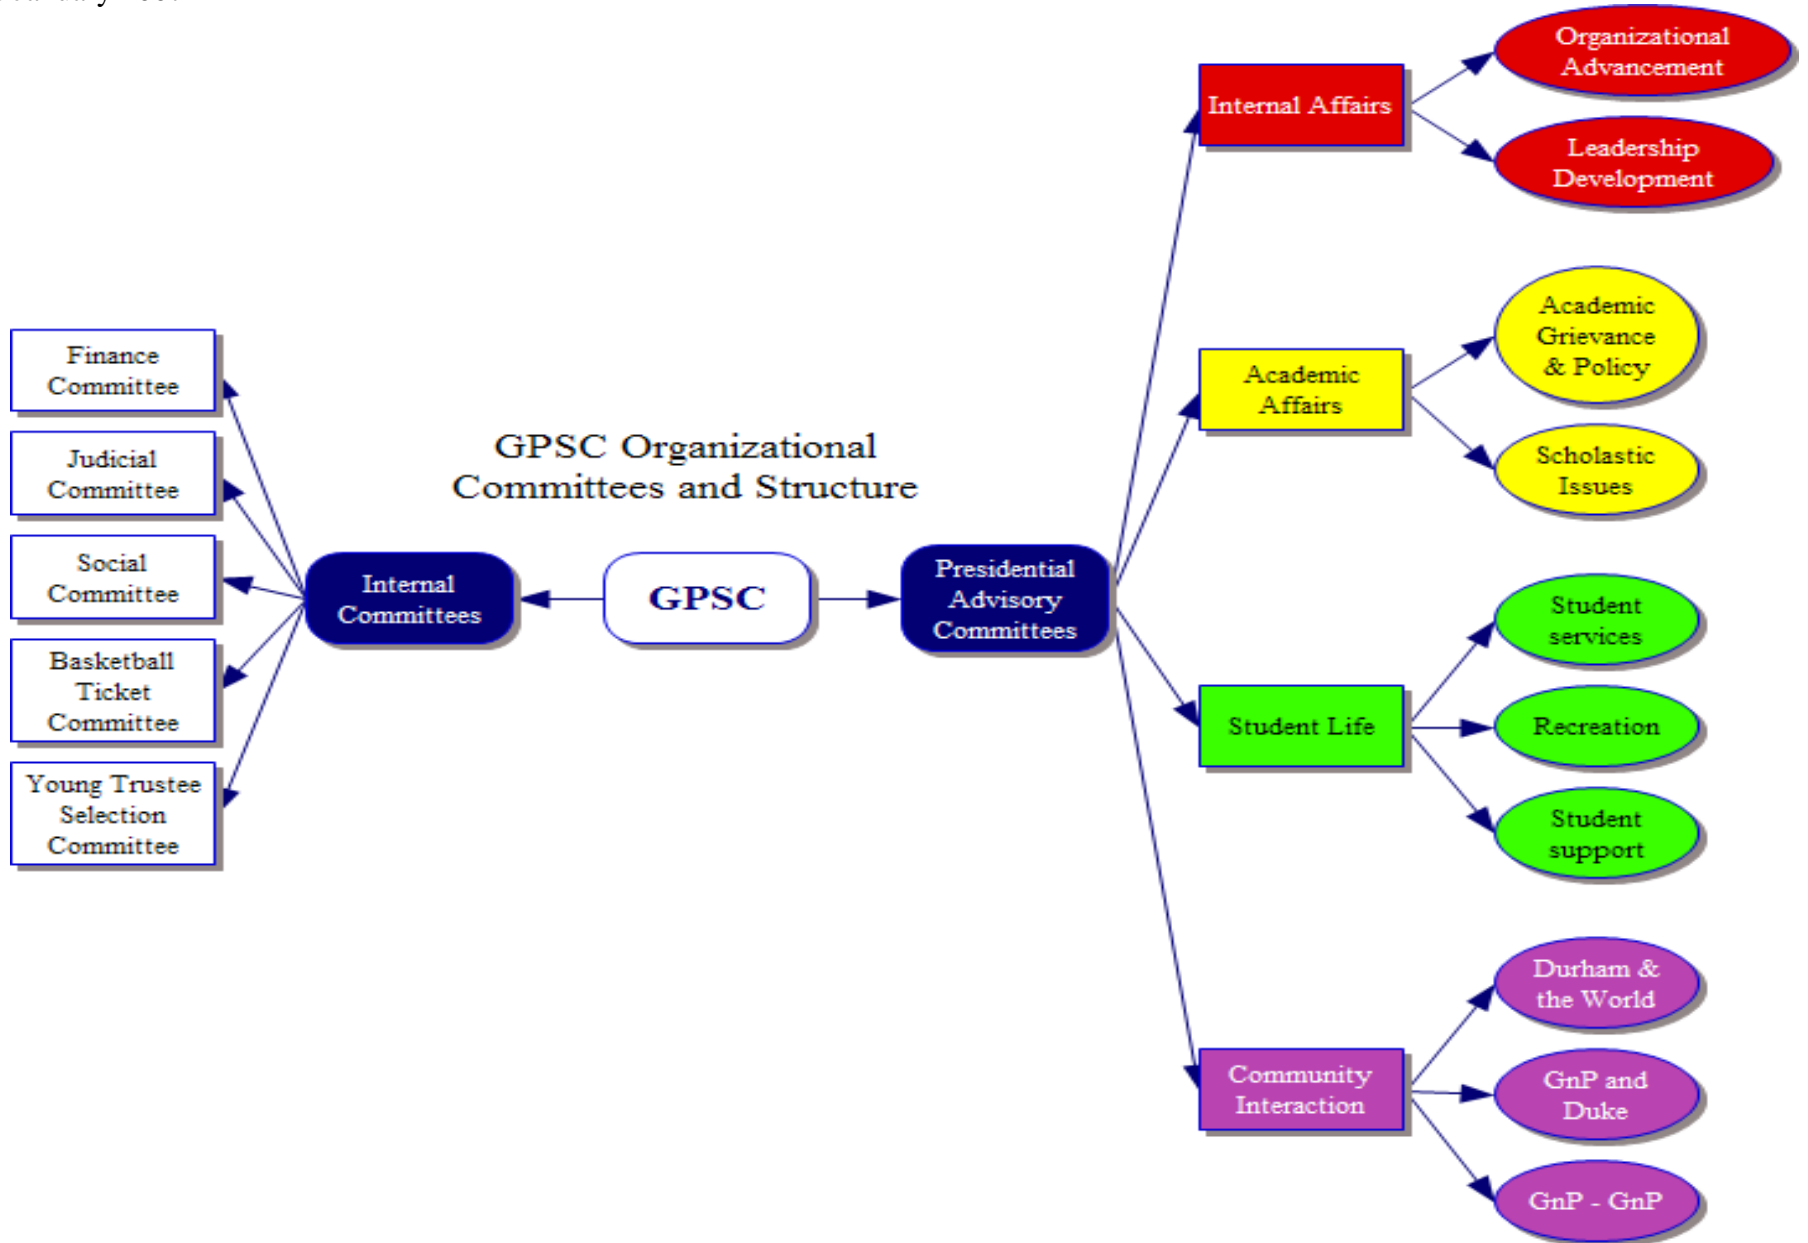 GPSC Organizational
Committees and Structure
GPSC
Internal
Committees
Finance
Committee
Judicial
Committee
Social
Committee
Basketball
Ticket
Committee
Young Trustee
Selection
Committee
Presidential
Advisory
Committees
Internal Affairs
Organizational
Advancement
Leadership
Development
Academic
Affairs
Academic
Grievance
& Policy
Scholastic
Issues
Student Life
Student
services
Recreation
Student
support
Community
Interaction
Durham &
the World
GnP and
Duke
GnP - GnP